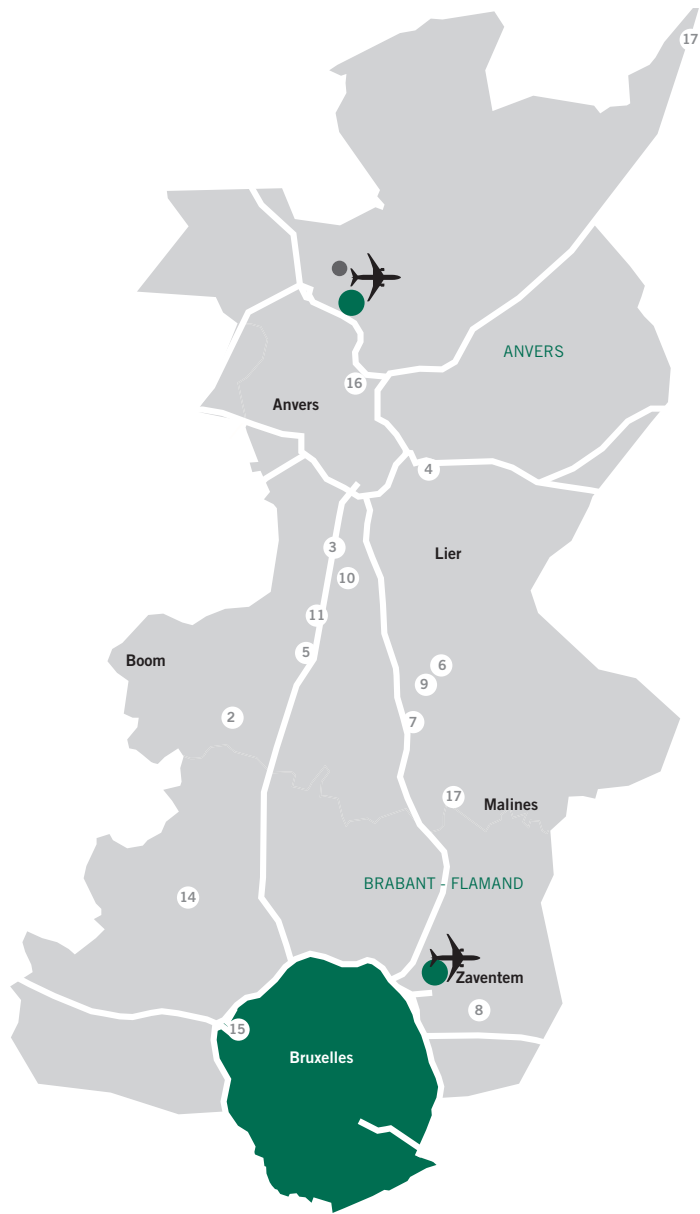 17
ANVERS
16
Anvers
4
3
Lier
10
11
5
Boom
6
9
2
7
17
Malines
BRABANT - FLAMAND
14
Zaventem
8
15
Bruxelles